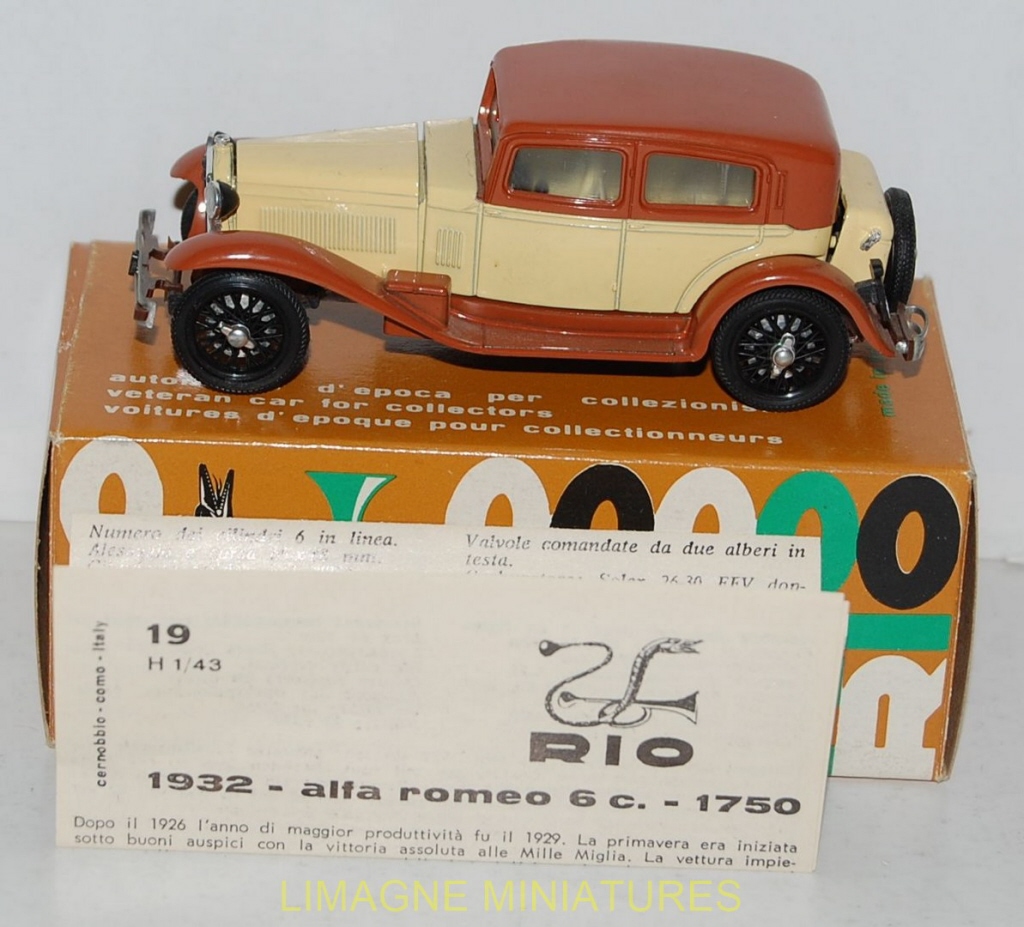 d'epoca per
veteran car for collectors
voitures d'epoque pour collectionneurs
Numero dei cilindri 6 in linea.
Valvole comandate da due alberi in
testa.
19
H 1/43
cernobbio - como - italy
RIO
1932 - alfa romeo 6 c. - 1750
Dopo il 1926 l'anno di maggior produttività fu il 1929. La primavera era iniziata
sotto buoni auspici con la vittoria assoluta alle Mille Miglia. La vettura impie-
LIMAGNE MINIATURES